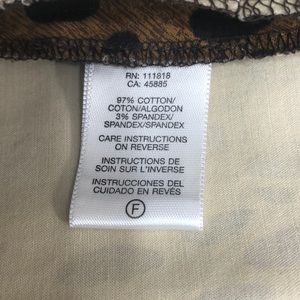 RN: 111818
CA: 45885
97% COTTON/
COTTON/ALGODON
3% SPANDEX/
SPANDEX/SPANDEX
CARE INSTRUCTIONS
ON REVERSE
INSTRUCTIONS DE
SOIN SUR L'INVERSE
INSTRUCCIONES DEL
CUIDADO EN REVÉS
F